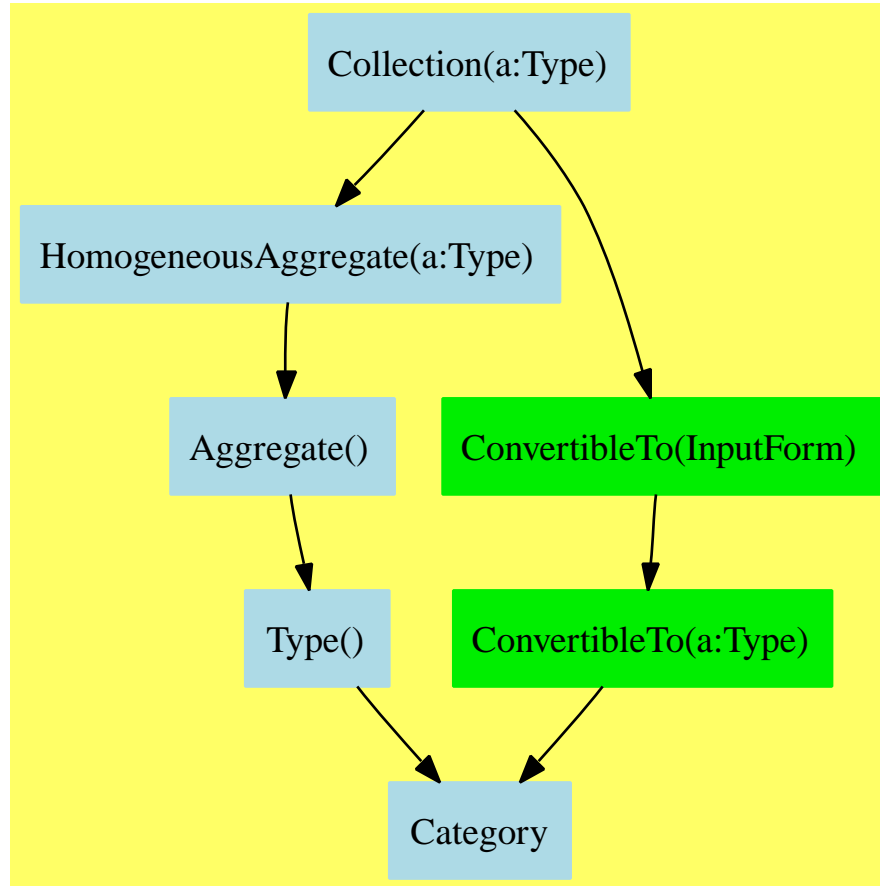 Collection(a:Type)
HomogeneousAggregate(a:Type)
Aggregate()
ConvertibleTo(InputForm)
Type()
ConvertibleTo(a:Type)
Category